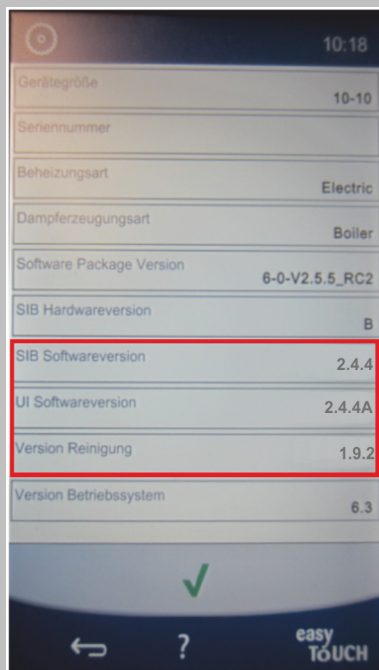 10:18
Gerätegröße
10-10
Seriennummer
Beheizungsart
Electric
Dampferzeugungsart
Boiler
Software Package Version
6-0-V2.5.5_RC2
SIB Hardwareversion
B
SIB Softwareversion
2.4.4
UI Softwareversion
2.4.4A
Version Reinigung
1.9.2
Version Betriebssystem
6.3
?
easy
TOUCH